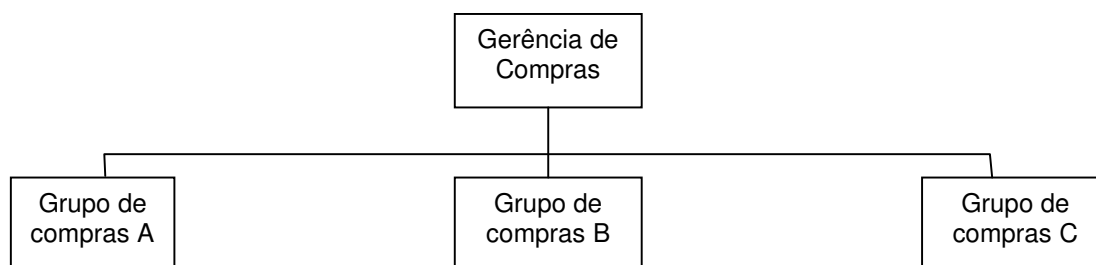 Gerência de
Compras
Grupo de
compras A
Grupo de
compras B
Grupo de
compras C